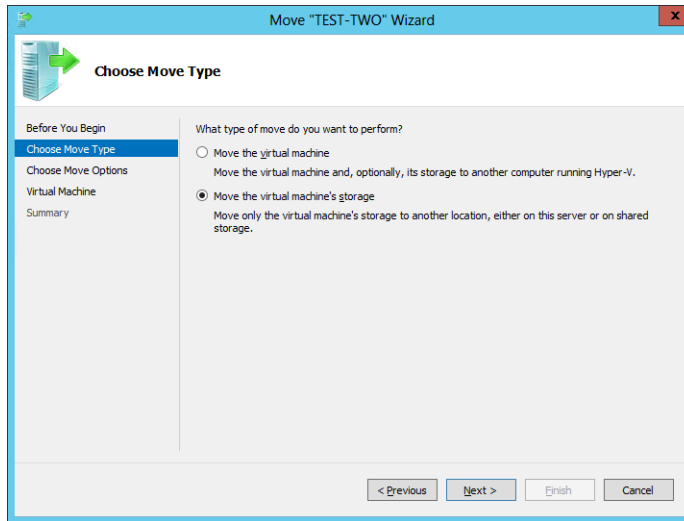 Move "TEST-TWO" Wizard
x
Choose Move Type
Before You Begin
Choose Move Type
Choose Move Options
Virtual Machine
Summary
What type of move do you want to perform?
Move the virtual machine
Move the virtual machine and, optionally, its storage to another computer running Hyper-V.
Move the virtual machine's storage
Move only the virtual machine's storage to another location, either on this server or on shared
storage.
< Previous
Next >
Finish
Cancel